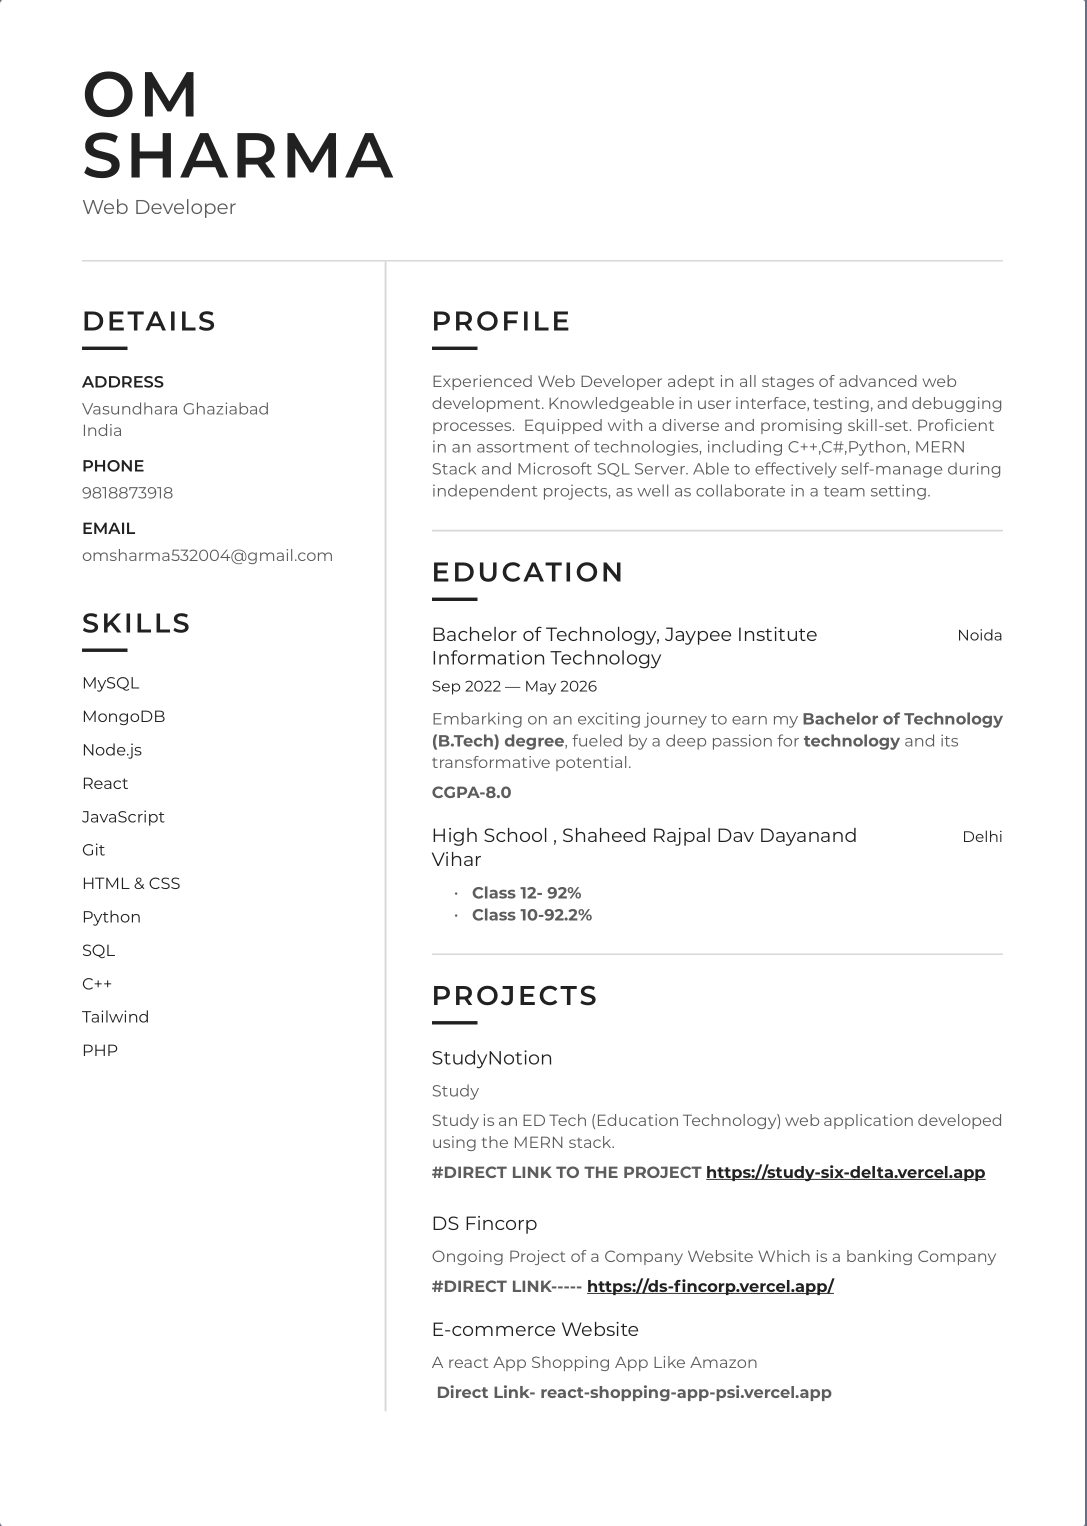 OM
SHARMA
Web Developer
DETAILS
ADDRESS
Vasundhara Ghaziabad
India
PHONE
9818873918
EMAIL
omsharma532004@gmail.com
SKILLS
MySQL
MongoDB
Node.js
React
JavaScript
Git
HTML & CSS
Python
SQL
C++
Tailwind
PHP
PROFILE
Experienced Web Developer adept in all stages of advanced web
development. Knowledgeable in user interface, testing, and debugging
processes.  Equipped with a diverse and promising skill-set. Proficient
in an assortment of technologies, including C++,C#,Python, MERN
Stack and Microsoft SQL Server. Able to effectively self-manage during
independent projects, as well as collaborate in a team setting.
EDUCATION
Bachelor of Technology, Jaypee Institute Noida
Information Technology
Sep 2022 — May 2026
Embarking on an exciting journey to earn my Bachelor of Technology
(B.Tech) degree, fueled by a deep passion for technology and its
transformative potential.
CGPA-8.0
High School , Shaheed Rajpal Dav Dayanand Delhi
Vihar
· Class 12- 92%
· Class 10-92.2%
PROJECTS
StudyNotion
Study
Study is an ED Tech (Education Technology) web application developed
using the MERN stack.
#DIRECT LINK TO THE PROJECT https://study-six-delta.vercel.app
DS Fincorp
Ongoing Project of a Company Website Which is a banking Company
#DIRECT LINK----- https://ds-fincorp.vercel.app/
E-commerce Website
A react App Shopping App Like Amazon
Direct Link- react-shopping-app-psi.vercel.app